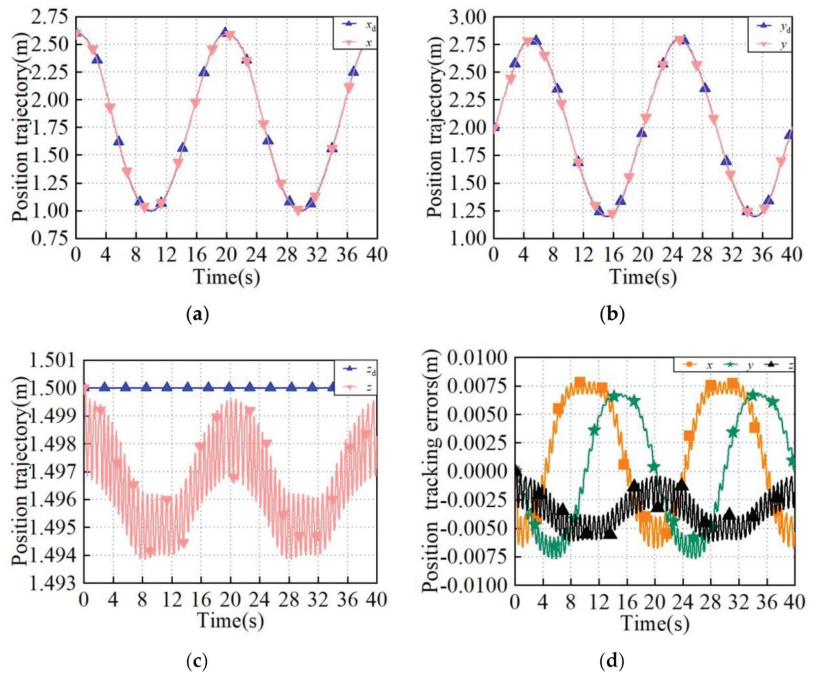 2.75
2.50
2.25
2.00
1.75
1.50
1.25
1.00
0.75
Position trajectory(m)
xd
x
0 4 8 12 16 20 24 28 32 36 40
Time(s)
(a)
3.00
2.75
2.50
2.25
2.00
1.75
1.50
1.25
1.00
Position trajectory(m)
yd
y
0 4 8 12 16 20 24 28 32 36 40
Time(s)
(b)
1.501
1.500
1.499
1.498
1.497
1.496
1.495
1.494
1.493
Position trajectory(m)
zd
z
0 4 8 12 16 20 24 28 32 36 40
Time(s)
(c)
0.0100
0.0075
0.0050
0.0025
0.0000
-0.0025
-0.0050
-0.0075
-0.0100
Position tracking errors(m)
x y z
0 4 8 12 16 20 24 28 32 36 40
Time(s)
(d)